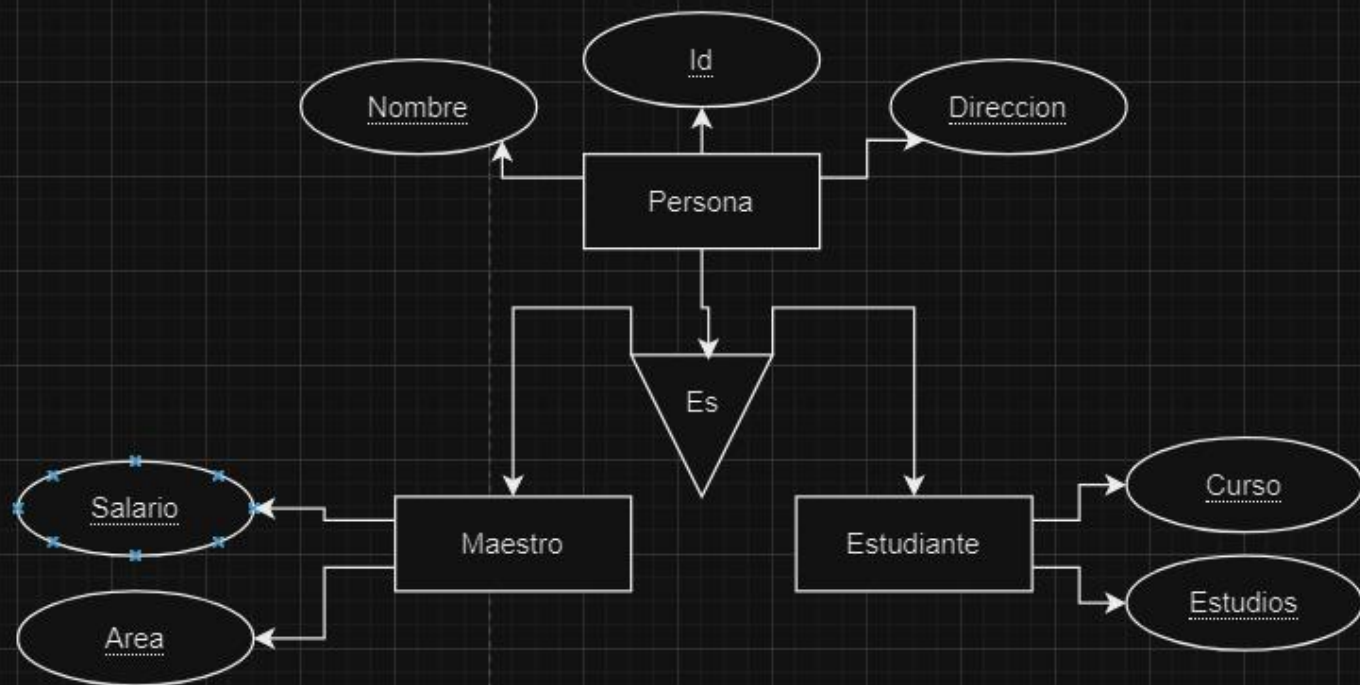 Id
Nombre
Direccion
Persona
Es
Salario
Maestro
Estudiante
Curso
Estudios
Area